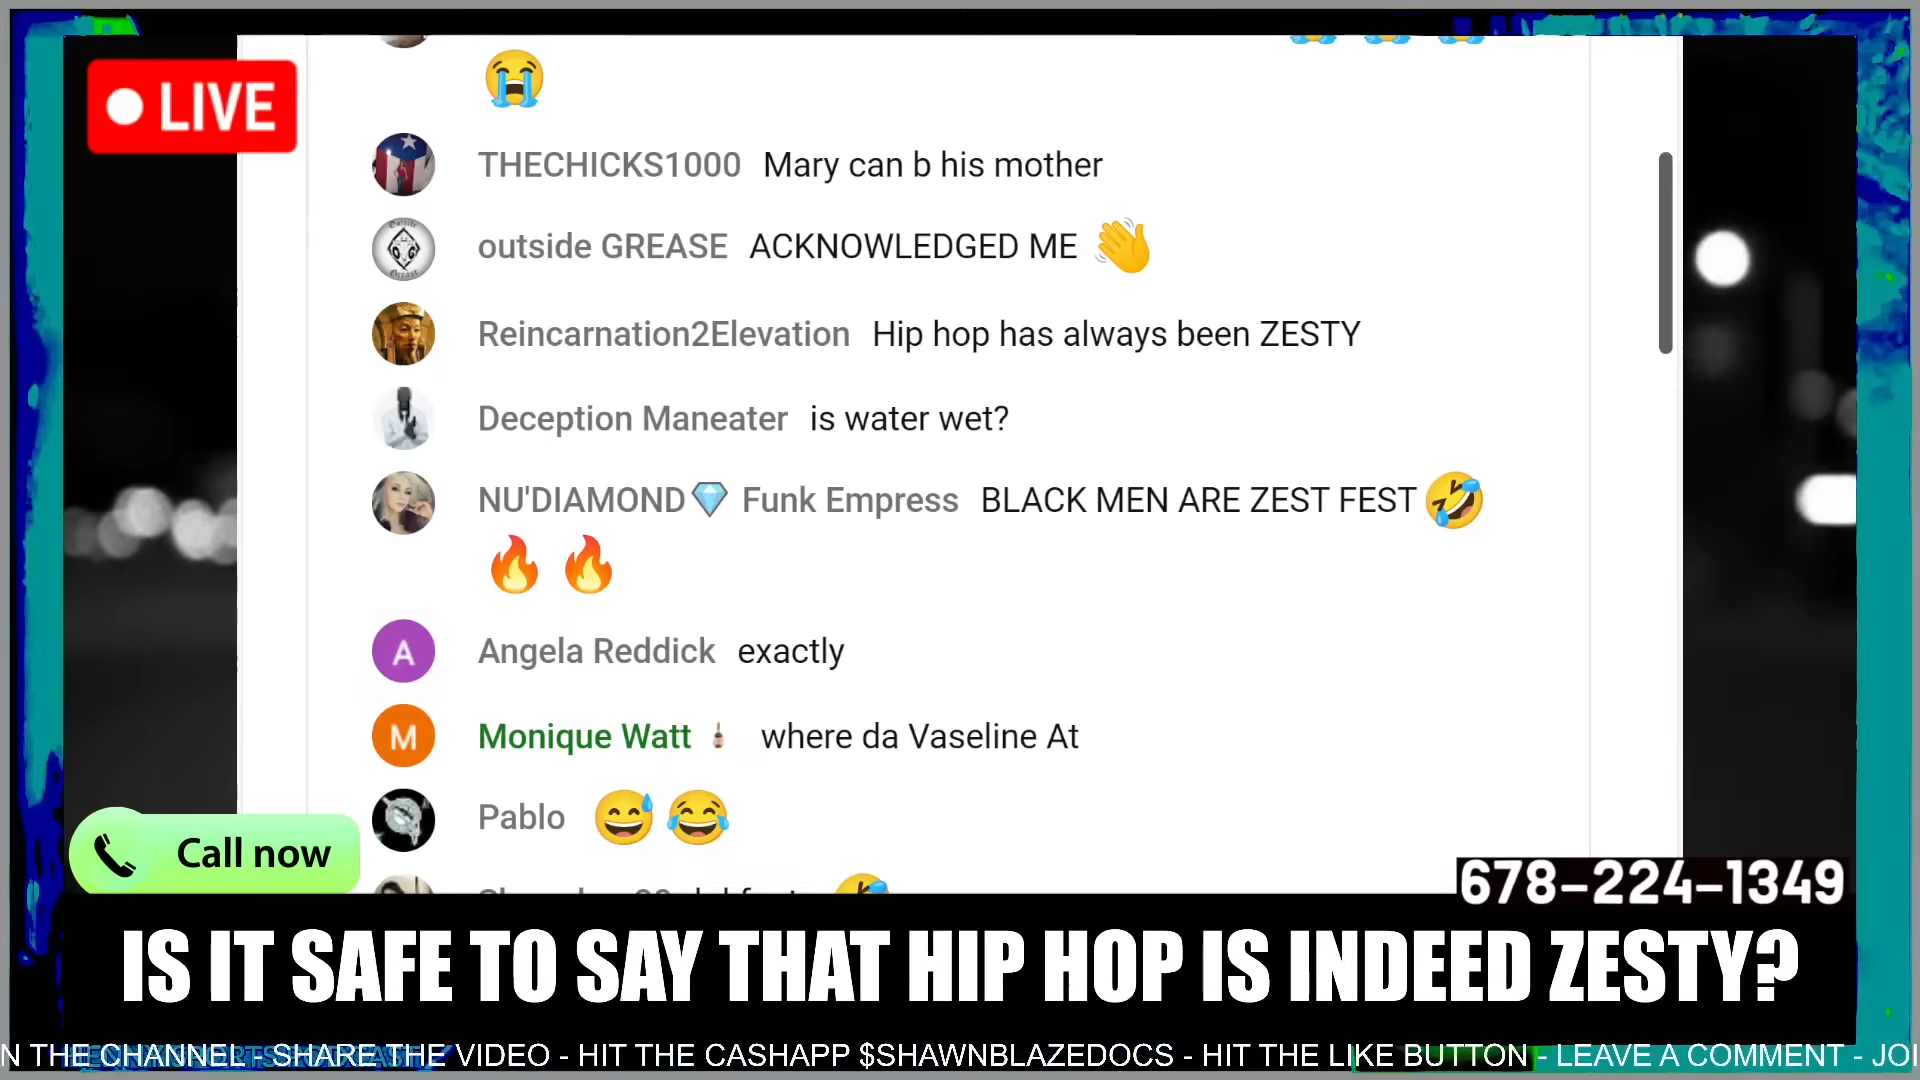 LIVE
THECHICKS1000 Mary can b his mother
outside GREASE ACKNOWLEDGED ME 👋
Reincarnation2Elevation Hip hop has always been ZESTY
Deception Maneater is water wet?
NU'DIAMOND💎 Funk Empress BLACK MEN ARE ZEST FEST🤣
🔥 🔥
A Angela Reddick exactly
M Monique Watt where da Vaseline At
Pablo 😅 😂
Call now
678-224-1349
IS IT SAFE TO SAY THAT HIP HOP IS INDEED ZESTY?
N THE CHANNEL - SHARE THE VIDEO - HIT THE CASHAPP $SHAWNBLAZEDOCS - HIT THE LIKE BUTTON - LEAVE A COMMENT - JOI